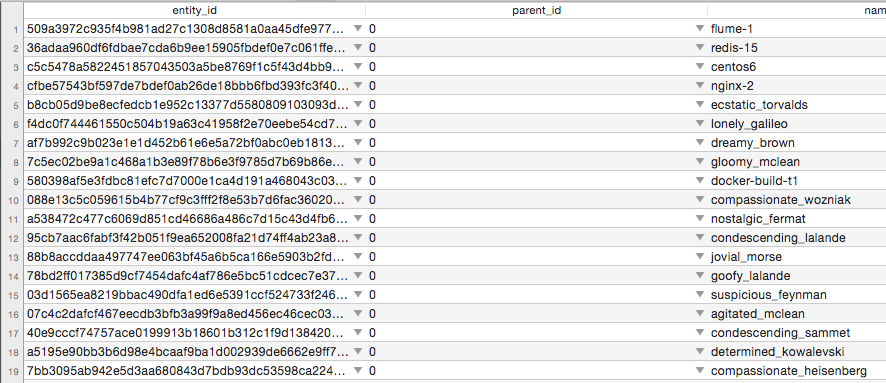 entity_id parent_id nam
1 509a3972c935f4b981ad27c1308d8581a0aa45dfe977... 0 flume-1
2 36adaa960df6fdbae7cda6b9ee15905fbdef0e7c061ffe... 0 redis-15
3 c5c5478a5822451857043503a5be8769f1c5f43d4bb9... 0 centos6
4 cfbe57543bf597de7bdef0ab26de18bbb6fbd393fc3f40... 0 nginx-2
5 b8cb05d9be8ecfedcb1e952c13377d5580809103093d... 0 ecstatic_torvalds
6 f4dc0f744461550c504b19a63c41958f2e70eebe54cd7... 0 lonely_galileo
7 af7b992c9b023e1e1d452b61e6e5a72bf0abc0eb1813... 0 dreamy_brown
8 7c5ec02be9a1c468a1b3e89f78b6e3f9785d7b69b86e... 0 gloomy_mclean
9 580398af5e3fdbc81efc7d7000e1ca4d191a468043c03... 0 docker-build-t1
10 088e13c5c059615b4b77cf9c3fff2f8e53b7d6fac36020... 0 compassionate_wozniak
11 a538472c477c6069d851cd46686a486c7d15c43d4fb6... 0 nostalgic_fermat
12 95cb7aac6fabf3f42b051f9ea652008fa21d74ff4ab23a8... 0 condescending_lalande
13 88b8accddaa497747ee063bf45a6b5ca166e5903b2fd... 0 jovial_morse
14 78bd2ff017385d9cf7454dafc4af786e5bc51cdcec7e37... 0 goofy_lalande
15 03d1565ea8219bbac490dfa1ed6e5391ccf524733f246... 0 suspicious_feynman
16 07c4c2dafcf467eecdb3bfb3a99f9a8ed456ec46cec03... 0 agitated_mclean
17 40e9cccf74757ace0199913b18601b312c1f9d138420... 0 condescending_sammet
18 a5195e90bb3b6d98e4bcaaf9ba1d002939de6662e9ff7... 0 determined_kowalevski
19 7bb3095ab942e5d3aa680843d7bdb93dc53598ca224... 0 compassionate_heisenberg